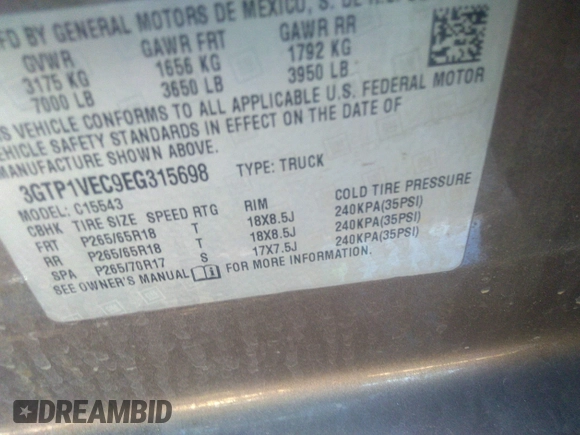 MFD BY GENERAL MOTORS DE MEXICO, S. DE R.L.
GVWR GAWR FRT GAWR RR
3175 KG 1656 KG 1792 KG
7000 LB 3650 LB 3950 LB
IS VEHICLE CONFORMS TO ALL APPLICABLE U.S. FEDERAL MOTOR
VEHICLE SAFETY STANDARDS IN EFFECT ON THE DATE OF
MANUFACTURE SHOWN ABOVE.
3GTP1VEC9EG315698 TYPE: TRUCK
MODEL: C15543
CBHK TIRE SIZE SPEED RTG RIM COLD TIRE PRESSURE
FRT P265/65R18 T 18X8.5J 240KPA(35PSI)
RR P265/65R18 T 18X8.5J 240KPA(35PSI)
SPA P265/70R17 S 17X7.5J 240KPA(35PSI)
SEE OWNER'S MANUAL FOR MORE INFORMATION.
DREAMBID